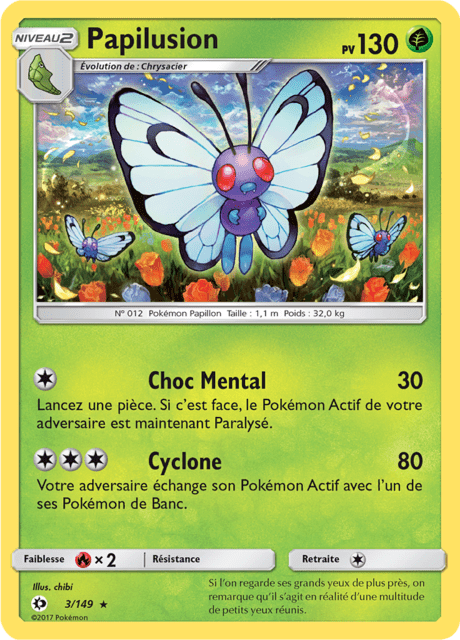 NIVEAU2
Papilusion
PV 130
Évolution de : Chrysacier
N° 012 Pokémon Papillon Taille : 1,1 m Poids : 32,0 kg
Choc Mental 30
Lancez une pièce. Si c'est face, le Pokémon Actif de votre
adversaire est maintenant Paralysé.
Cyclone 80
Votre adversaire échange son Pokémon Actif avec l'un de
ses Pokémon de Banc.
Faiblesse × 2 Résistance Retraite
Illus. chibi
3/149
©2017 Pokémon
Si l'on regarde ses grands yeux de plus près, on
remarque qu'il s'agit en réalité d'une multitude
de petits yeux réunis.